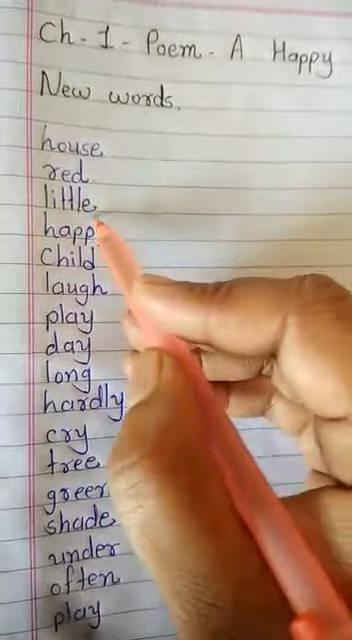 Ch - 1 - Poem - A Happy
New words.
house
red
little
happ
child
laugh
play
day
long
hardly
cry
tree
green
shade
under
often
play